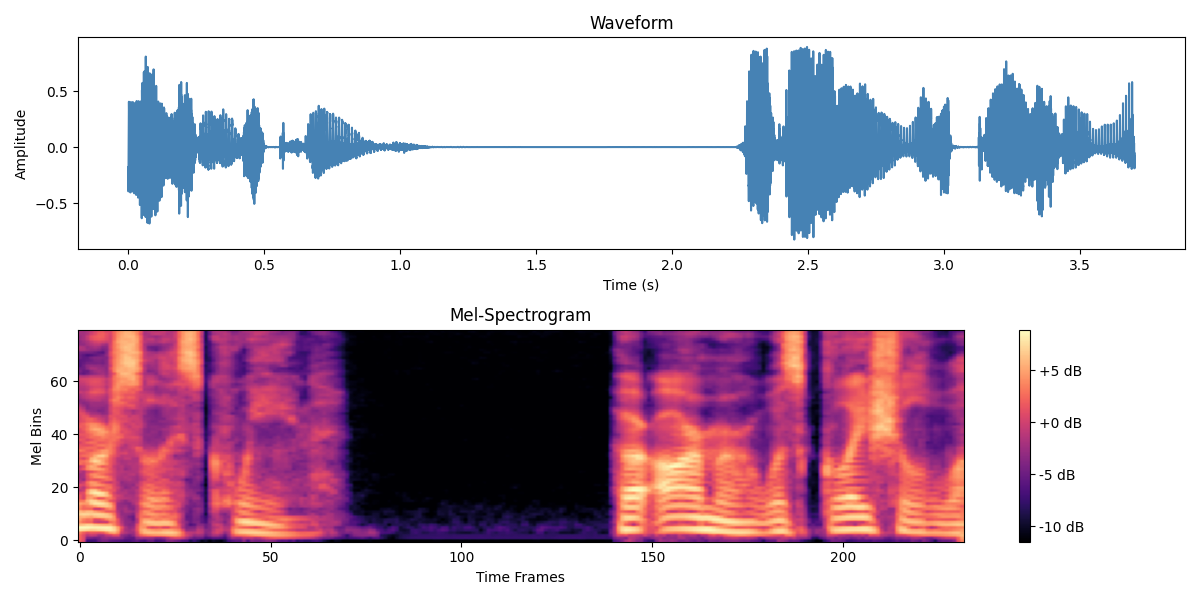 Waveform
Amplitude
0.5
0.0
−0.5
0.0 0.5 1.0 1.5 2.0 2.5 3.0 3.5
Time (s)
Mel-Spectrogram
Mel Bins
60
40
20
0
0 50 100 150 200
Time Frames
+5 dB
+0 dB
-5 dB
-10 dB